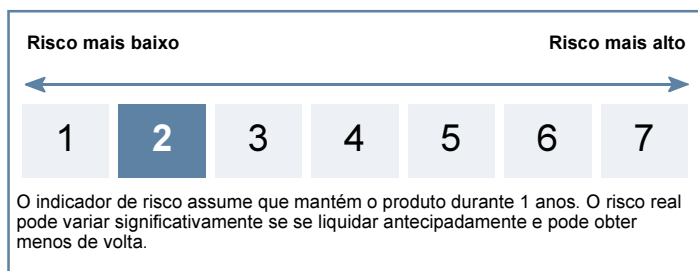 Risco mais baixo Risco mais alto
1 2 3 4 5 6 7
O indicador de risco assume que mantém o produto durante 1 anos. O risco real
pode variar significativamente se se liquidar antecipadamente e pode obter
menos de volta.